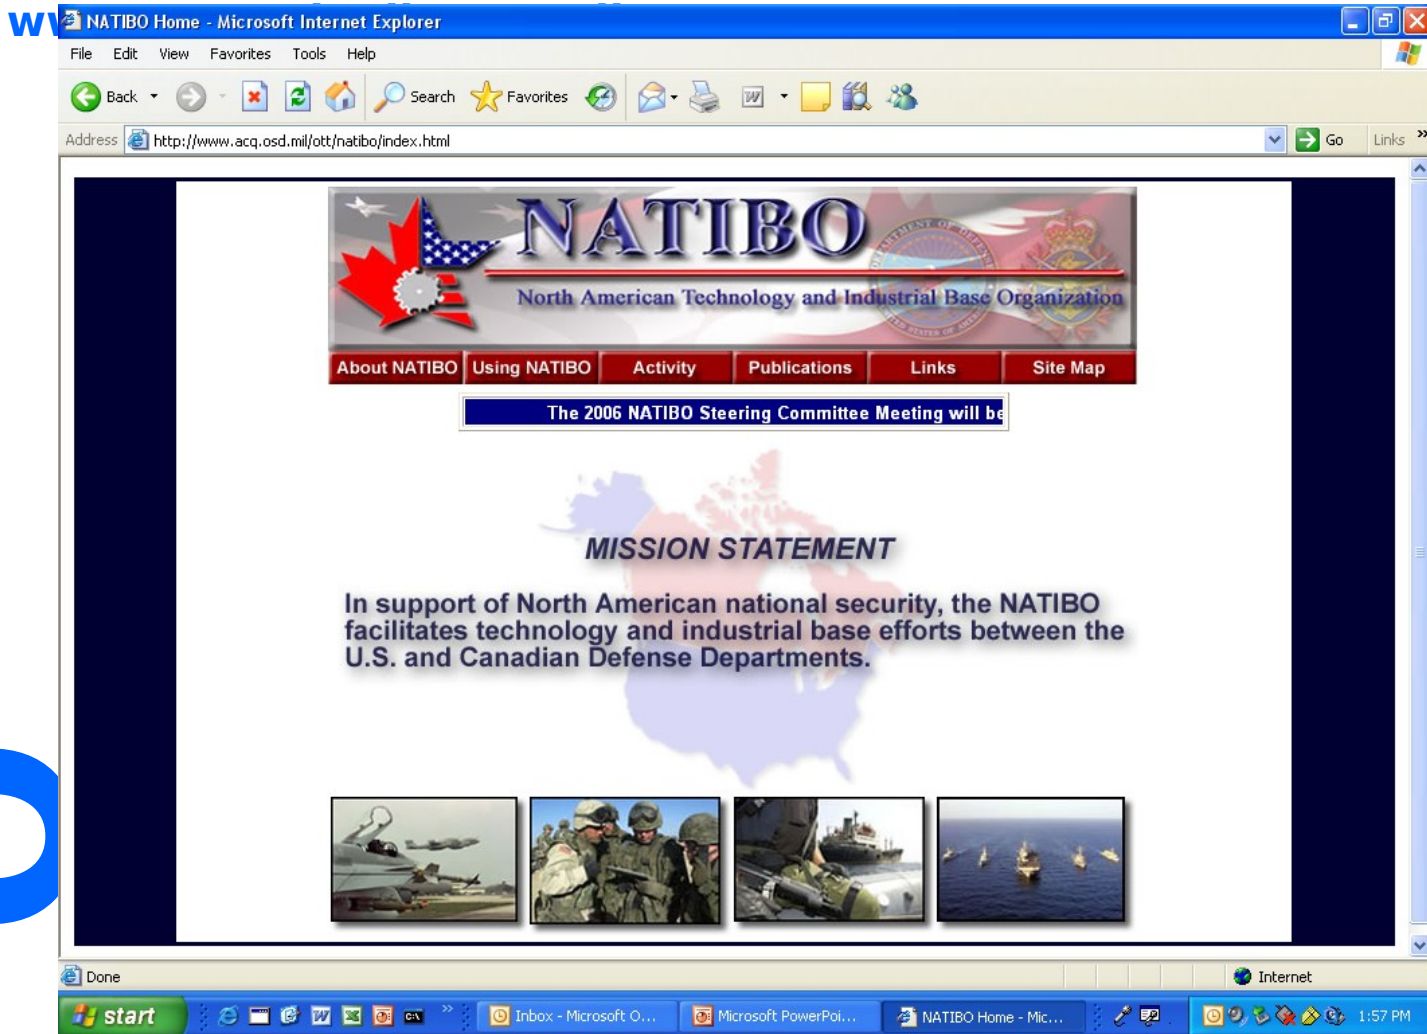 NATIBO Home - Microsoft Internet Explorer
File Edit View Favorites Tools Help
Back Search Favorites
Address http://www.acq.osd.mil/ott/natibo/index.html Go Links
NATIBO
North American Technology and Industrial Base Organization
About NATIBO Using NATIBO Activity Publications Links Site Map
The 2006 NATIBO Steering Committee Meeting will be
MISSION STATEMENT
In support of North American national security, the NATIBO
facilitates technology and industrial base efforts between the
U.S. and Canadian Defense Departments.
Done Internet
start Inbox - Microsoft O... Microsoft PowerPoi... NATIBO Home - Mic... 1:57 PM